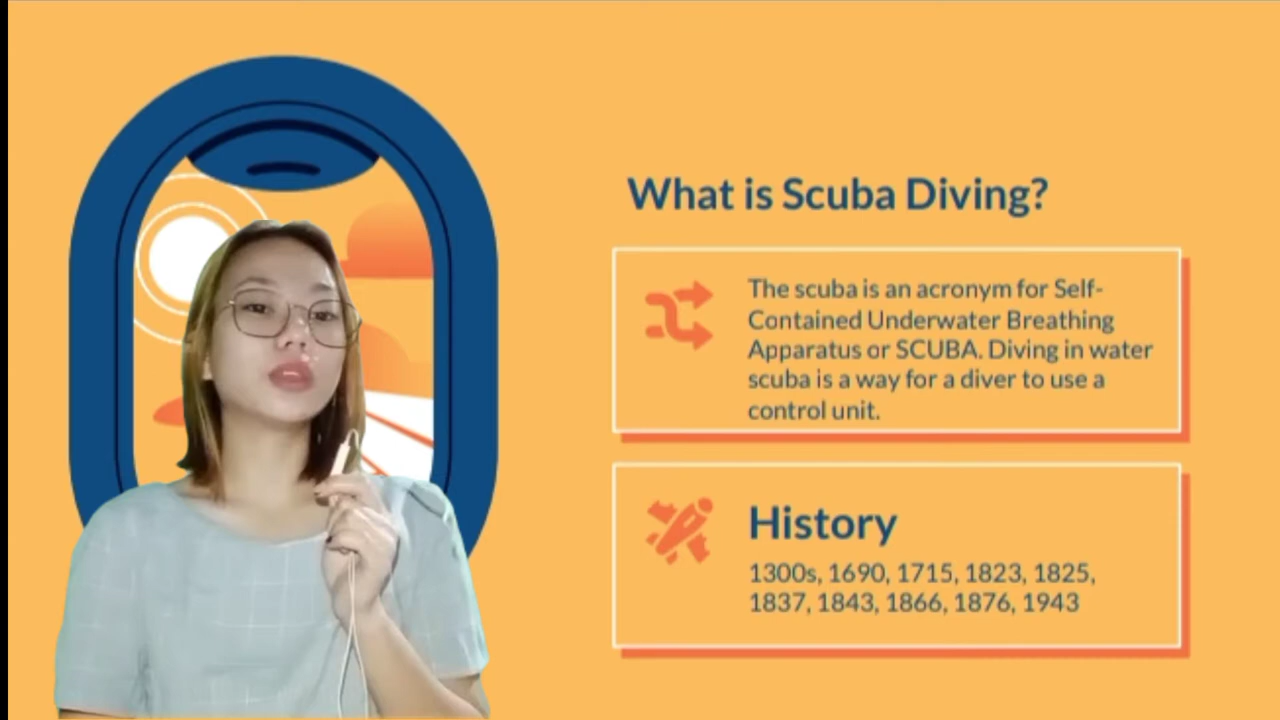 What is Scuba Diving?
The scuba is an acronym for Self-
Contained Underwater Breathing
Apparatus or SCUBA. Diving in water
scuba is a way for a diver to use a
control unit.
History
1300s, 1690, 1715, 1823, 1825,
1837, 1843, 1866, 1876, 1943